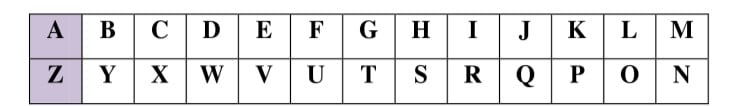 A B C D E F G H I J K L M
Z Y X W V U T S R Q P O N